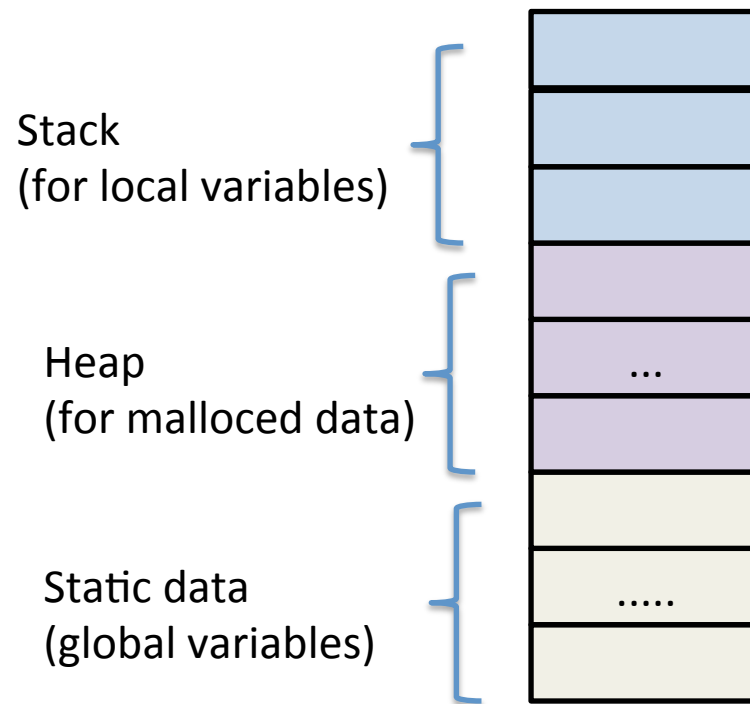 Stack
(for local variables)
Heap
(for malloced data)
...
Static data
(global variables)
.....